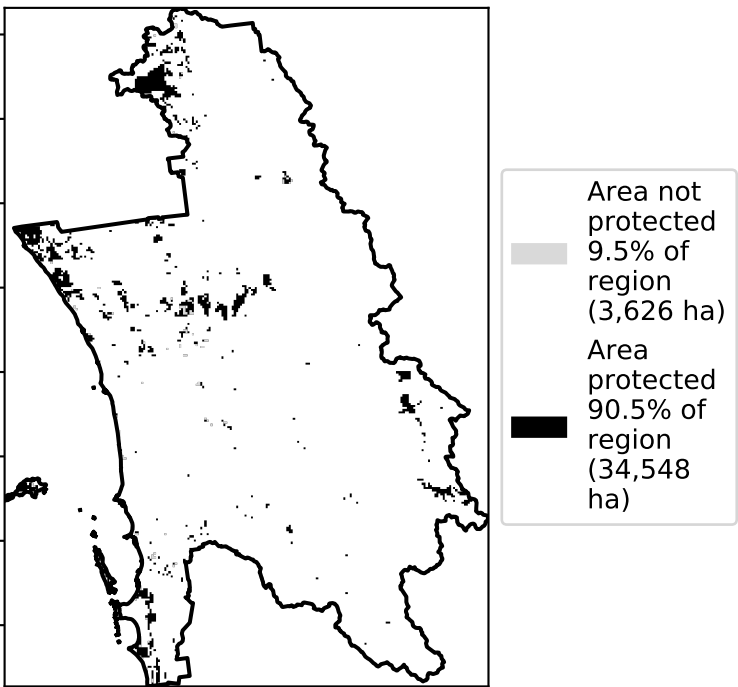 Area not
protected
9.5% of
region
(3,626 ha)
Area
protected
90.5% of
region
(34,548
ha)